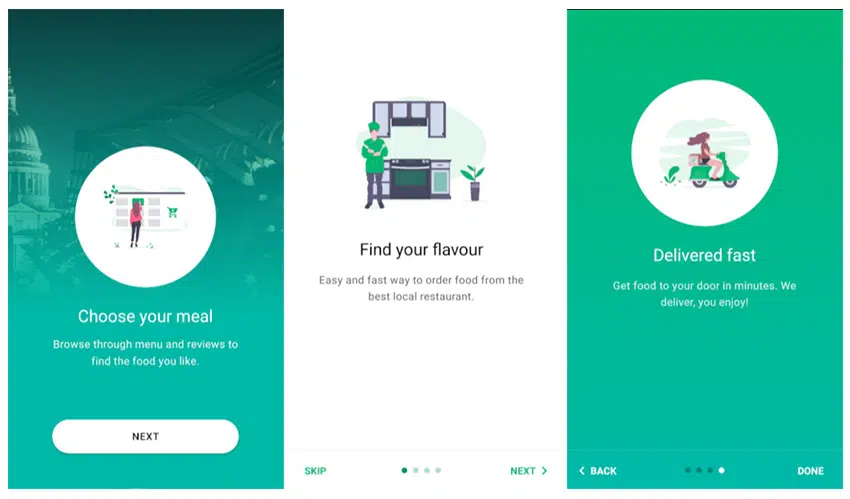 Choose your meal
Browse through menu and reviews to
find the food you like.
NEXT
Find your flavour
Easy and fast way to order food from the
best local restaurant.
SKIP
NEXT
Delivered fast
Get food to your door in minutes. We
deliver, you enjoy!
BACK
DONE